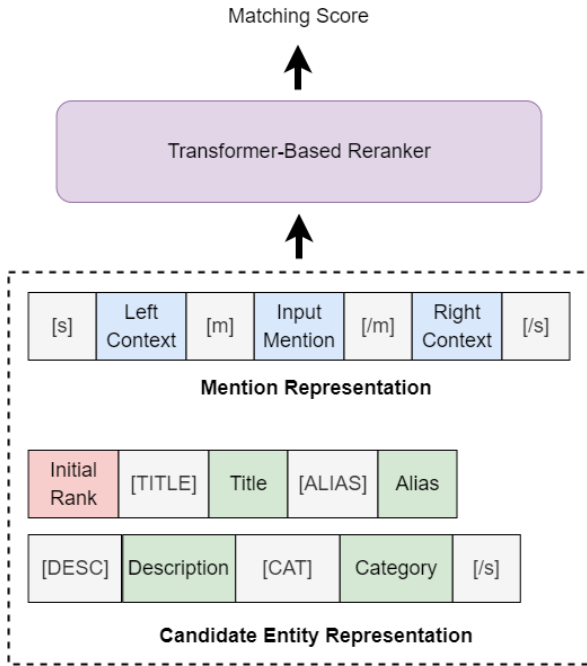 Matching Score
Transformer-Based Reranker
[s] Left Context [m] Input Mention [/m] Right Context [/s]
Mention Representation
Initial Rank [TITLE] Title [ALIAS] Alias
[DESC] Description [CAT] Category [/s]
Candidate Entity Representation